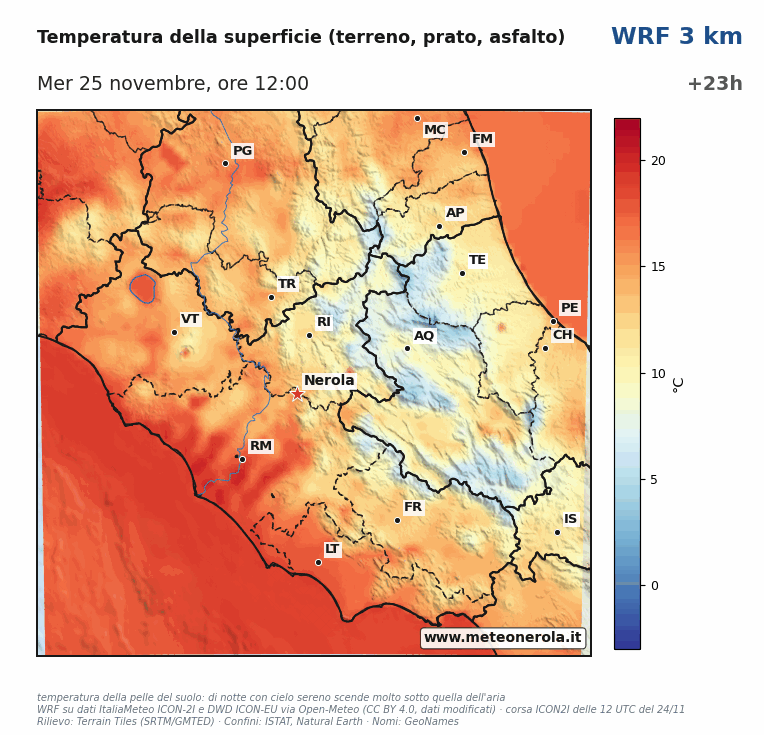 Temperatura della superficie (terreno, prato, asfalto)
WRF 3 km
Mer 25 novembre, ore 12:00
+23h
MC
FM
PG
AP
TE
TR
PE
VT
RI
AQ
CH
Nerola
RM
FR
IS
LT
www.meteonerola.it
20
15
10
5
0
°C
temperatura della pelle del suolo: di notte con cielo sereno scende molto sotto quella dell'aria
WRF su dati ItaliaMeteo ICON-2I e DWD ICON-EU via Open-Meteo (CC BY 4.0, dati modificati) · corsa ICON2I delle 12 UTC del 24/11
Rilievo: Terrain Tiles (SRTM/GMTED) · Confini: ISTAT, Natural Earth · Nomi: GeoNames